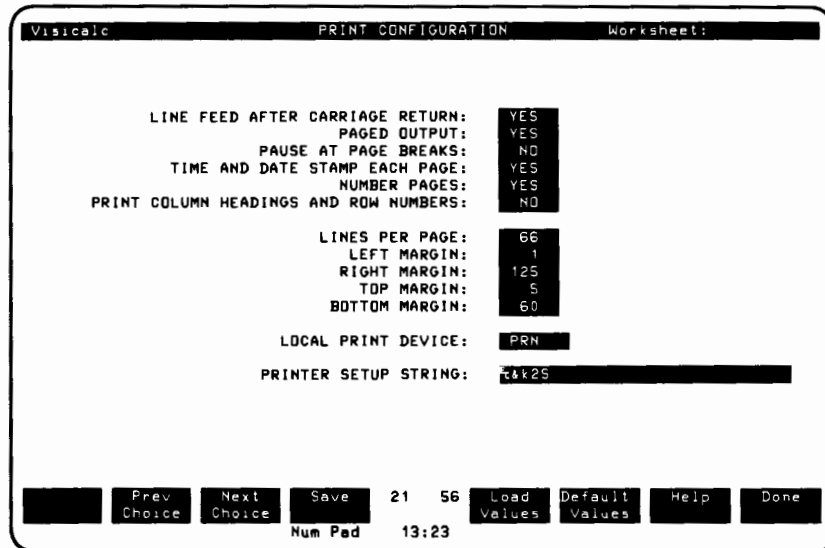 Visicalc PRINT CONFIGURATION Worksheet:
LINE FEED AFTER CARRIAGE RETURN: YES
PAGED OUTPUT: YES
PAUSE AT PAGE BREAKS: NO
TIME AND DATE STAMP EACH PAGE: YES
NUMBER PAGES: YES
PRINT COLUMN HEADINGS AND ROW NUMBERS: NO
LINES PER PAGE: 66
LEFT MARGIN: 1
RIGHT MARGIN: 125
TOP MARGIN: 5
BOTTOM MARGIN: 60
LOCAL PRINT DEVICE: PRN
PRINTER SETUP STRING: &k2S
Prev Choice Next Choice Save 21 56 Load Values Default Values Help Done
Num Pad 13:23